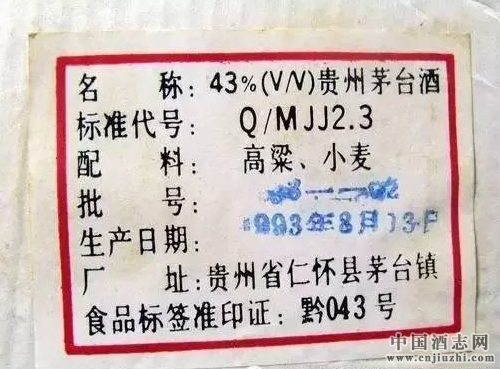 名 称: 43%(V/V)贵州茅台酒
标准代号: Q/MJJ2.3
配 料: 高粱、小麦
批 号:
生产日期: 1993年8月13日
厂 址: 贵州省仁怀县茅台镇
食品标签准印证: 黔043号
中国酒志网
www.cnjiuzhi.com